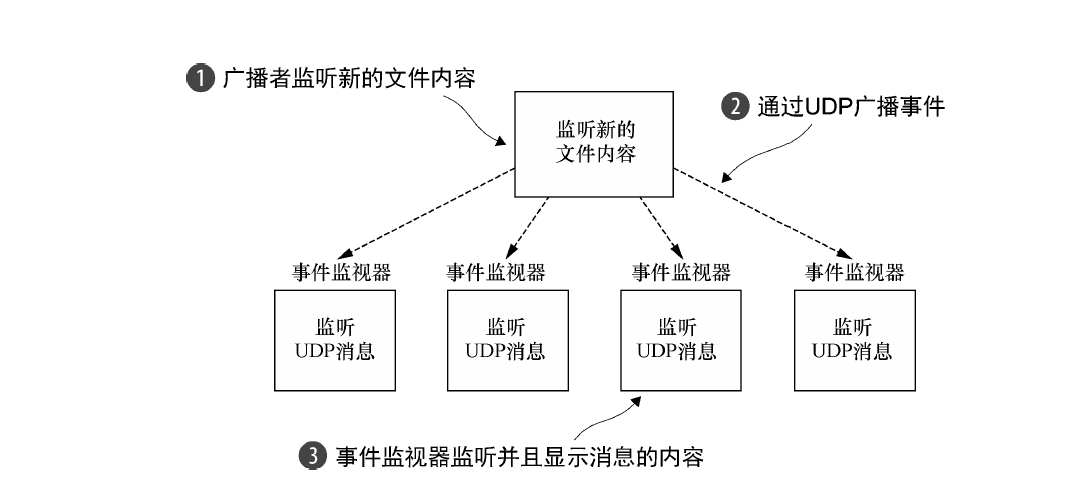 1 广播者监听新的文件内容
2 通过UDP广播事件
监听新的
文件内容
事件监视器
事件监视器
事件监视器
事件监视器
监听
UDP消息
监听
UDP消息
监听
UDP消息
监听
UDP消息
3 事件监视器监听并且显示消息的内容